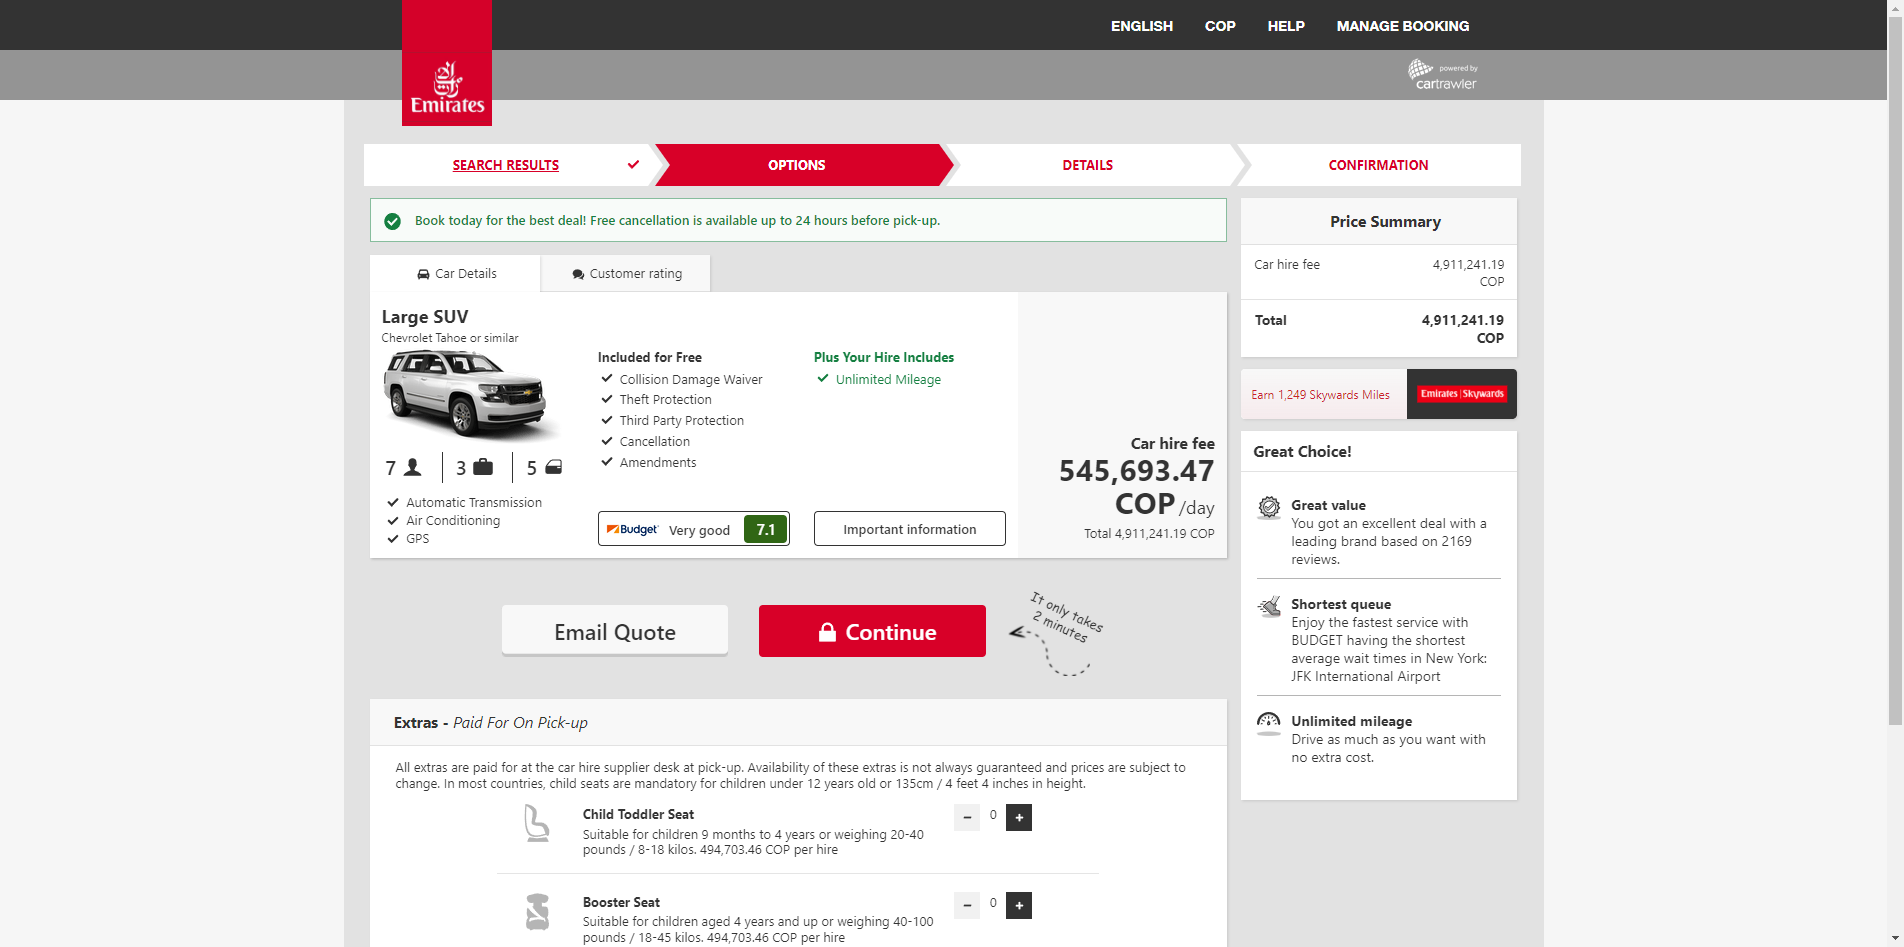 ENGLISH
COP
HELP
MANAGE BOOKING
Emirates
powered by
cartrawler
SEARCH RESULTS
OPTIONS
DETAILS
CONFIRMATION
Book today for the best deal! Free cancellation is available up to 24 hours before pick-up.
Car Details
Customer rating
Large SUV
Chevrolet Tahoe or similar
7
3
5
Automatic Transmission
Air Conditioning
GPS
Included for Free
Collision Damage Waiver
Theft Protection
Third Party Protection
Cancellation
Amendments
Budget
Very good
7.1
Plus Your Hire Includes
Unlimited Mileage
Important information
Car hire fee
545,693.47
COP /day
Total 4,911,241.19 COP
Email Quote
Continue
It only takes
2 minutes
Extras - Paid For On Pick-up
All extras are paid for at the car hire supplier desk at pick-up. Availability of these extras is not always guaranteed and prices are subject to
change. In most countries, child seats are mandatory for children under 12 years old or 135cm / 4 feet 4 inches in height.
Child Toddler Seat
Suitable for children 9 months to 4 years or weighing 20-40
pounds / 8-18 kilos. 494,703.46 COP per hire
- 0 +
Booster Seat
Suitable for children aged 4 years and up or weighing 40-100
pounds / 18-45 kilos. 494,703.46 COP per hire
- 0 +
Price Summary
Car hire fee 4,911,241.19
COP
Total 4,911,241.19
COP
Earn 1,249 Skywards Miles
Emirates | Skywards
Great Choice!
Great value
You got an excellent deal with a
leading brand based on 2169
reviews.
Shortest queue
Enjoy the fastest service with
BUDGET having the shortest
average wait times in New York:
JFK International Airport
Unlimited mileage
Drive as much as you want with
no extra cost.